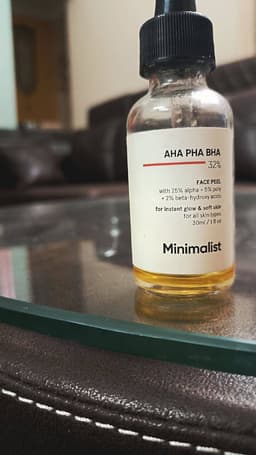 AHA PHA BHA
32%
FACE PEEL
with 25% alpha + 5% poly
+ 2% beta-hydroxy acids
for instant glow & soft skin
for all skin types
30ml / 1 fl oz
Minimalist